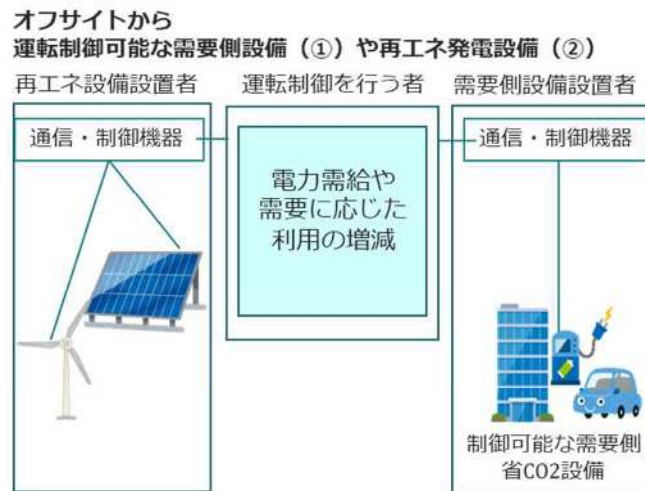 オフサイトから
運転制御可能な需要側設備（①）や再エネ発電設備（②）
再エネ設備設置者
運転制御を行う者
需要側設備設置者
通信・制御機器
電力需給や
需要に応じた
利用の増減
通信・制御機器
制御可能な需要側
省CO2設備